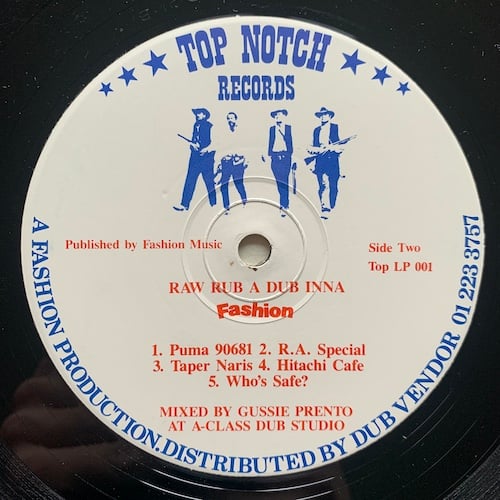 TOP NOTCH
RECORDS
Published by Fashion Music
Side Two
Top LP 001
RAW RUB A DUB INNA
Fashion
1. Puma 90681 2. R.A. Special
3. Taper Naris 4. Hitachi Cafe
5. Who's Safe?
MIXED BY GUSSIE PRENTO
AT A-CLASS DUB STUDIO
A FASHION PRODUCTION.DISTRIBUTED BY DUB VENDOR 01 223 3757